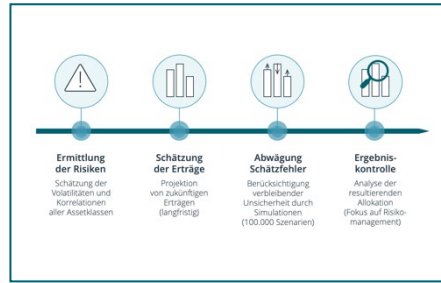 Ermittlung
der Risiken
Schätzung der
Volatilitäten und
Korrelationen
aller Assetklassen
Schätzung
der Erträge
Projektion
von zukünftigen
Erträgen
(langfristig)
Abwägung
Schätzfehler
Berücksichtigung
verbleibender
Unsicherheit durch
Simulationen
(100.000 Szenarien)
Ergebnis-
kontrolle
Analyse der
resultierenden
Allokation
(Fokus auf Risiko-
management)